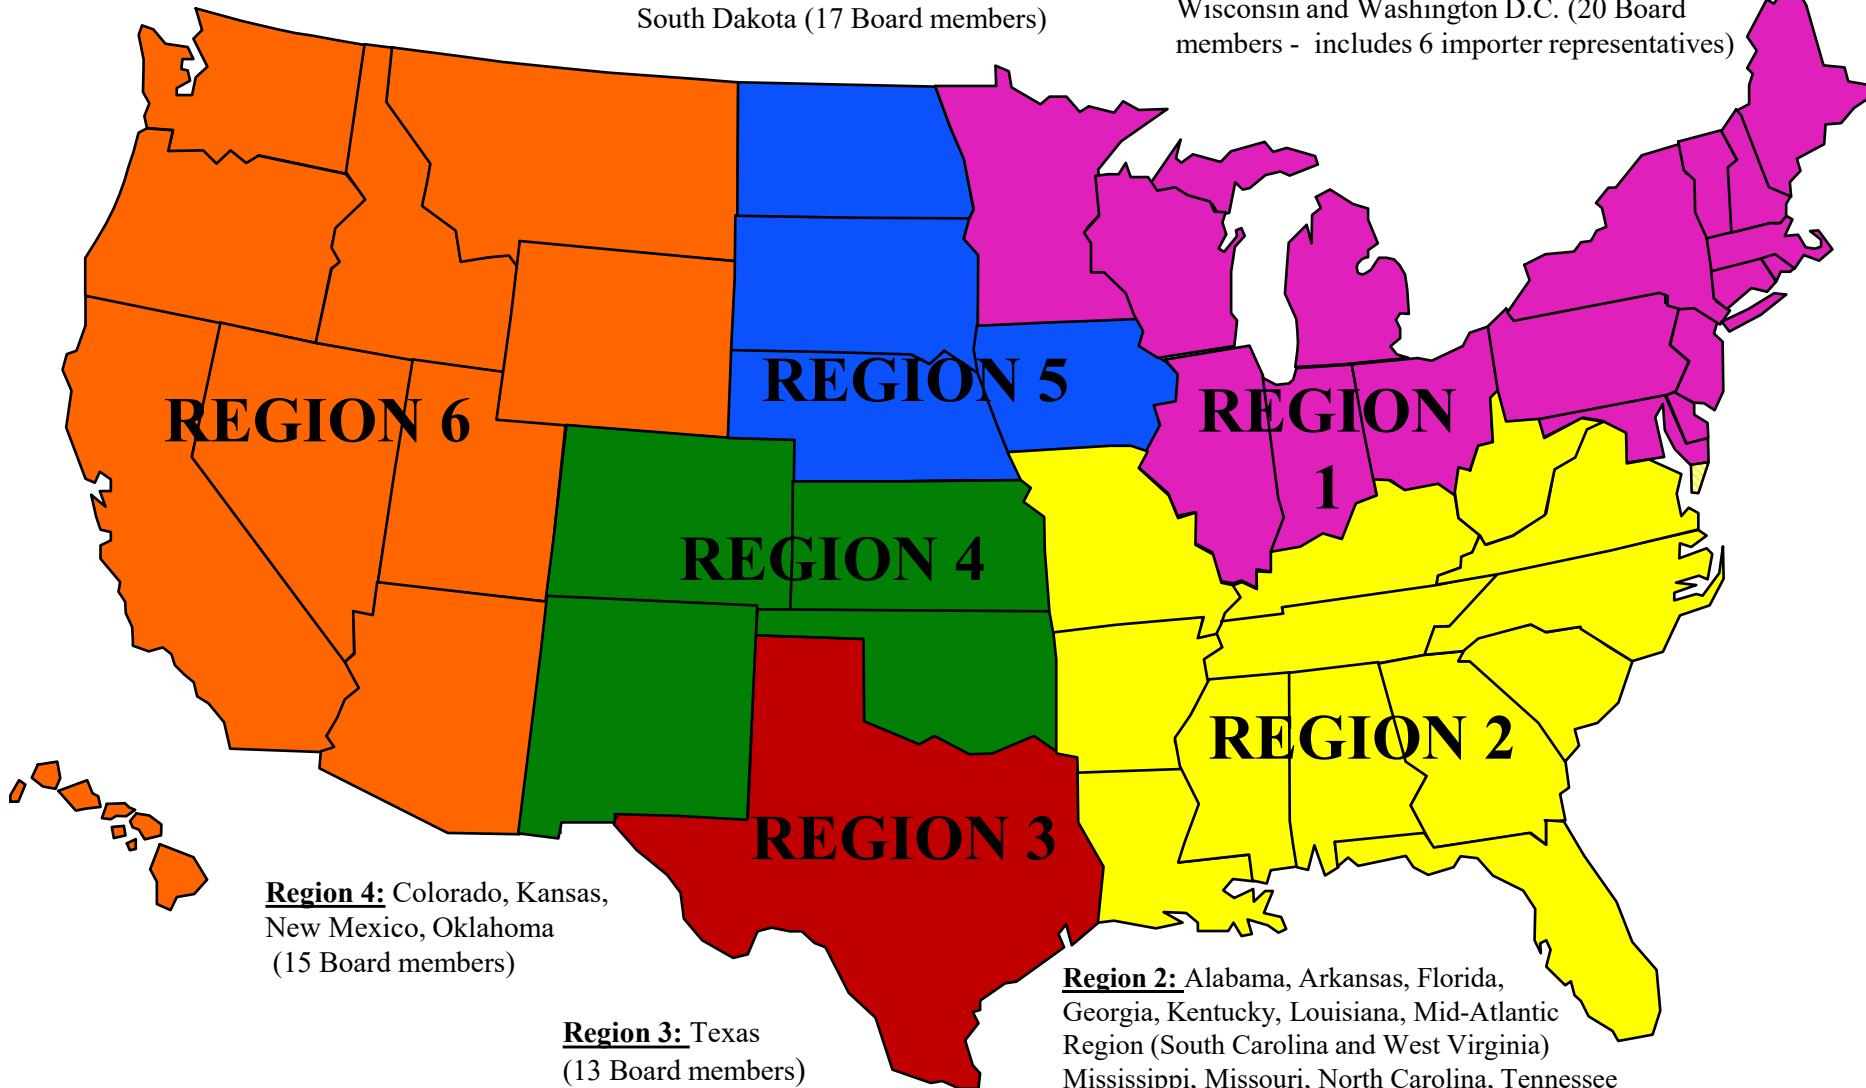 South Dakota (17 Board members)
Wisconsin and Washington D.C. (20 Board
members -  includes 6 importer representatives)
REGION 5
REGION 6
REGION
1
REGION 4
REGION 2
REGION 3
Region 4: Colorado, Kansas,
New Mexico, Oklahoma
(15 Board members)
Region 3: Texas
(13 Board members)
Region 2: Alabama, Arkansas, Florida,
Georgia, Kentucky, Louisiana, Mid-Atlantic
Region (South Carolina and West Virginia)
Mississippi, Missouri, North Carolina, Tennessee